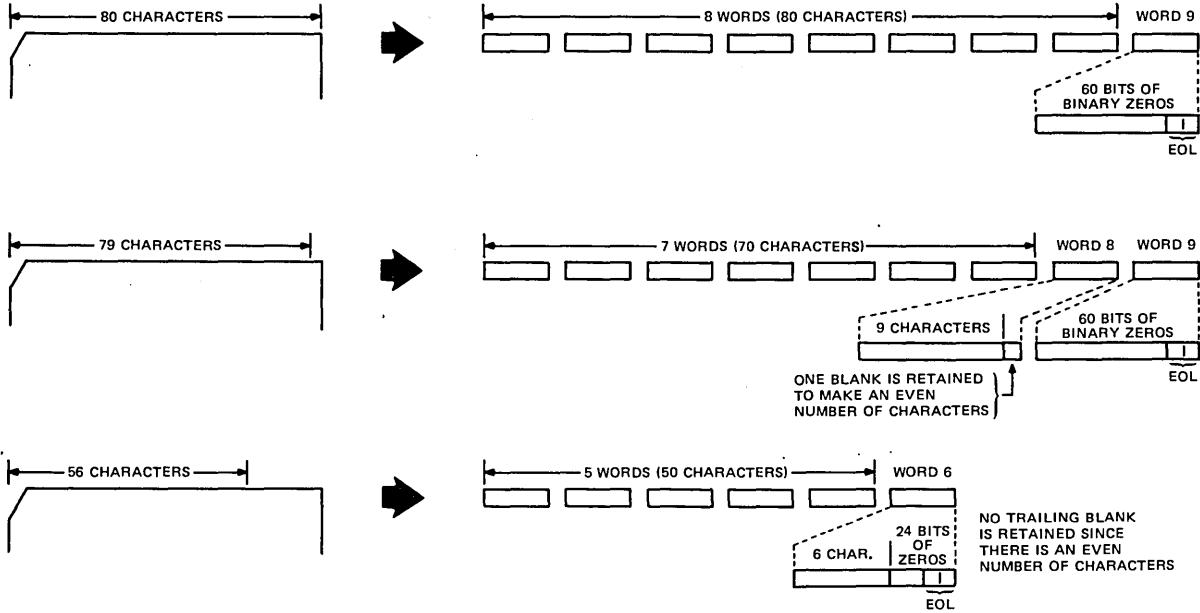 80 CHARACTERS
8 WORDS (80 CHARACTERS)
WORD 9
60 BITS OF
BINARY ZEROS
EOL
79 CHARACTERS
7 WORDS (70 CHARACTERS)
WORD 8
WORD 9
9 CHARACTERS
60 BITS OF
BINARY ZEROS
EOL
ONE BLANK IS RETAINED
TO MAKE AN EVEN
NUMBER OF CHARACTERS
56 CHARACTERS
5 WORDS (50 CHARACTERS)
WORD 6
6 CHAR.
24 BITS
OF
ZEROS
EOL
NO TRAILING BLANK
IS RETAINED SINCE
THERE IS AN EVEN
NUMBER OF CHARACTERS